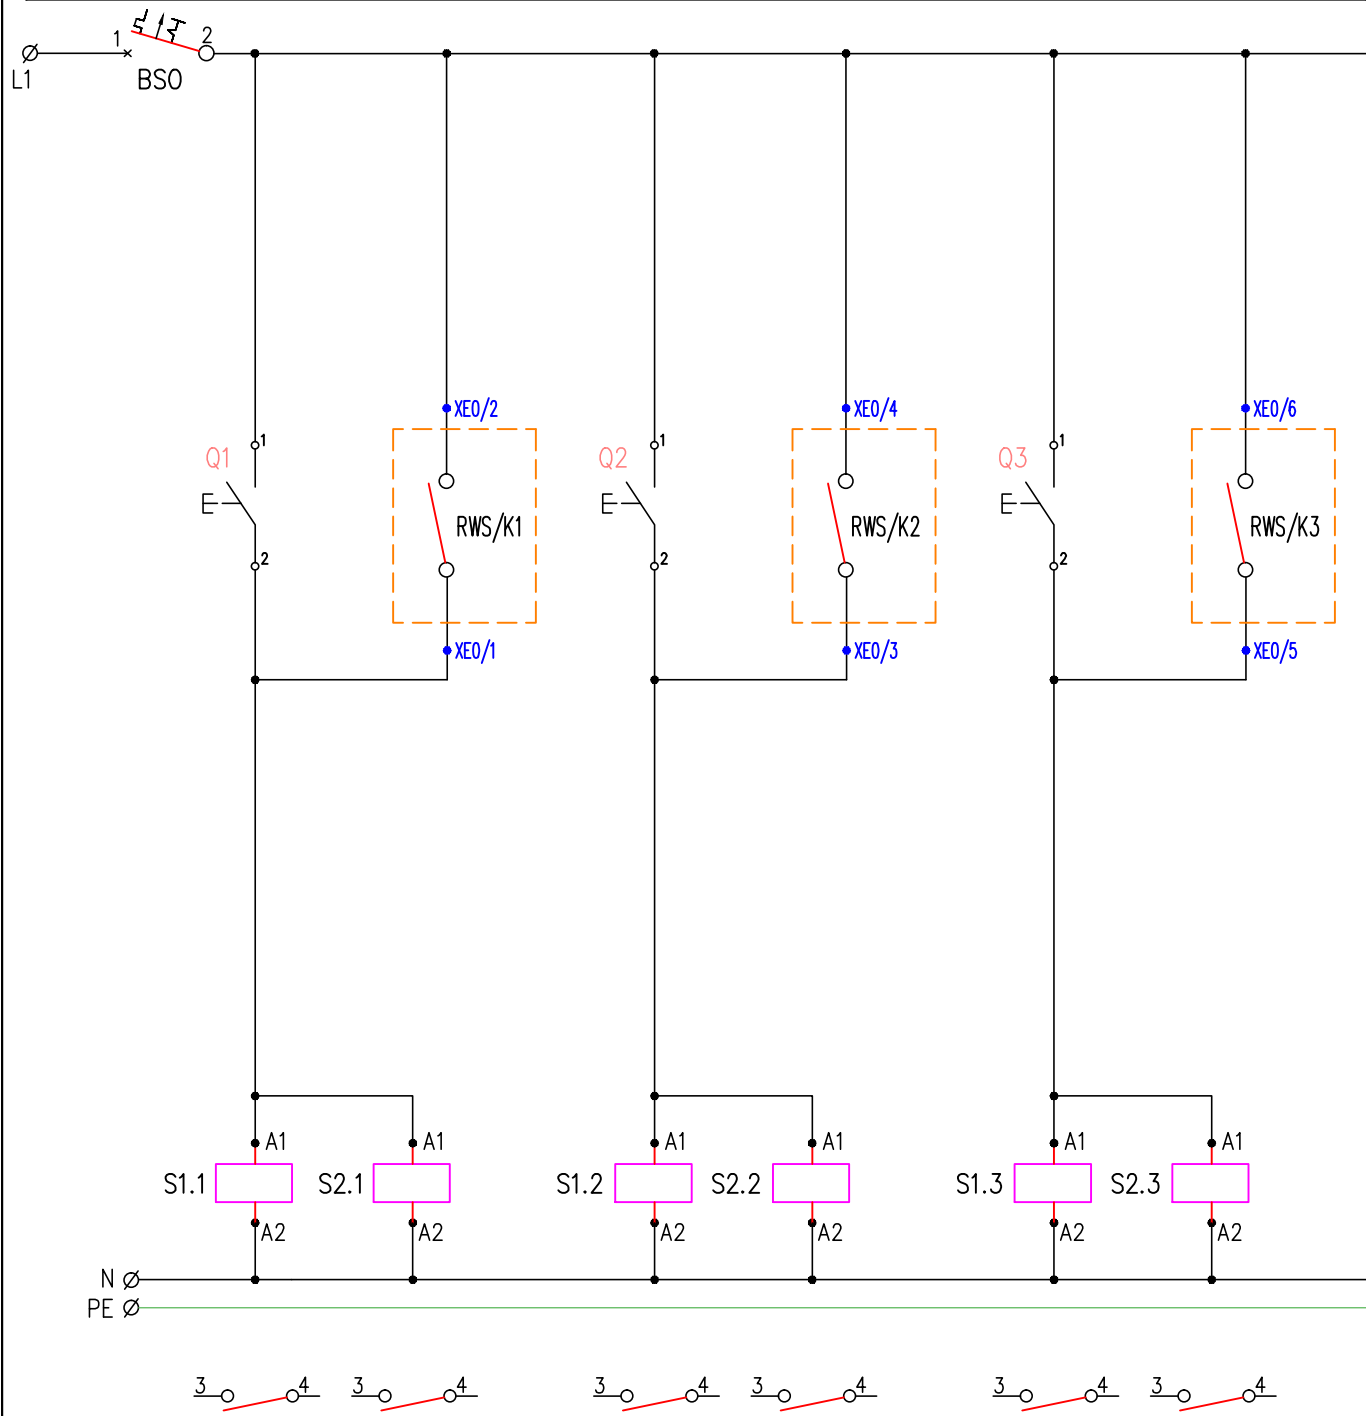 1 2
L1 BS0
XE0/2 XE0/4 XE0/6
1 1 1
Q1 Q2 Q3
RWS/K1 RWS/K2 RWS/K3
2 2 2
XE0/1 XE0/3 XE0/5
A1 A1 A1 A1 A1 A1
S1.1 S2.1 S1.2 S2.2 S1.3 S2.3
A2 A2 A2 A2 A2 A2
N
PE
3 4 3 4 3 4 3 4 3 4 3 4